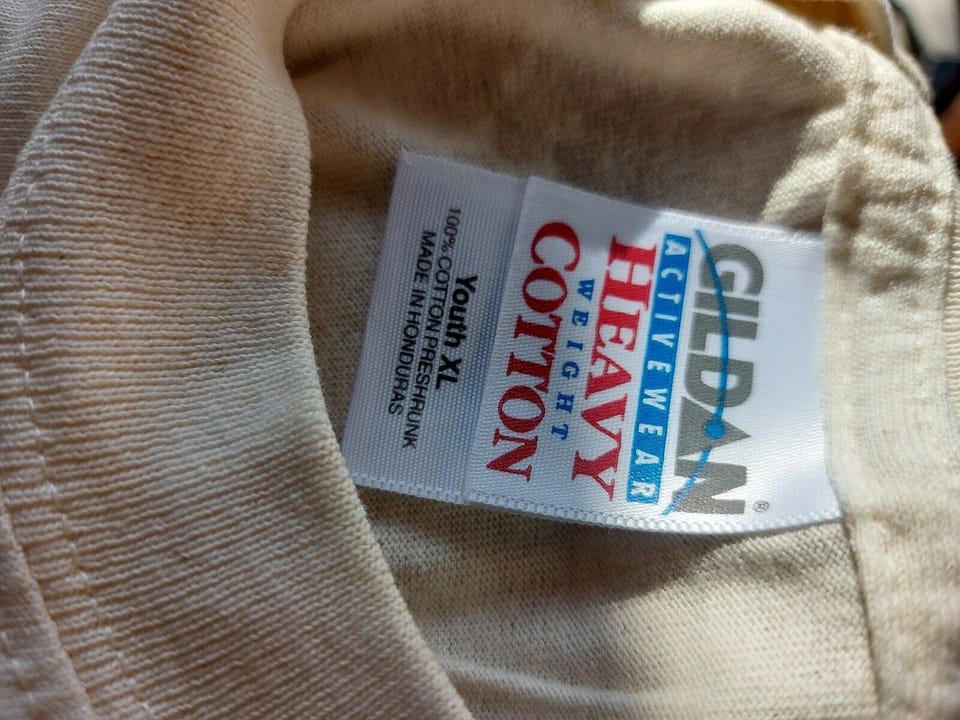 GILDAN®
ACTIVEWEAR
HEAVY
WEIGHT
COTTON
Youth XL
100% COTTON PRESHRUNK
MADE IN HONDURAS